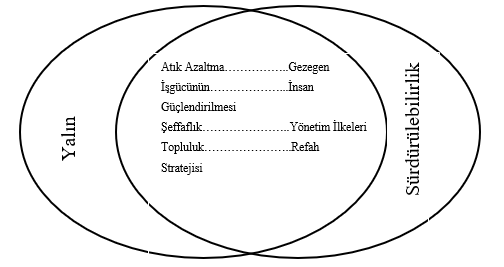 Yalın
Atık Azaltma……………..Gezegen
İşgücünün………………...İnsan
Güçlendirilmesi
Şeffaflık…………………...Yönetim İlkeleri
Topluluk…………………..Refah
Stratejisi
Sürdürülebilirlik